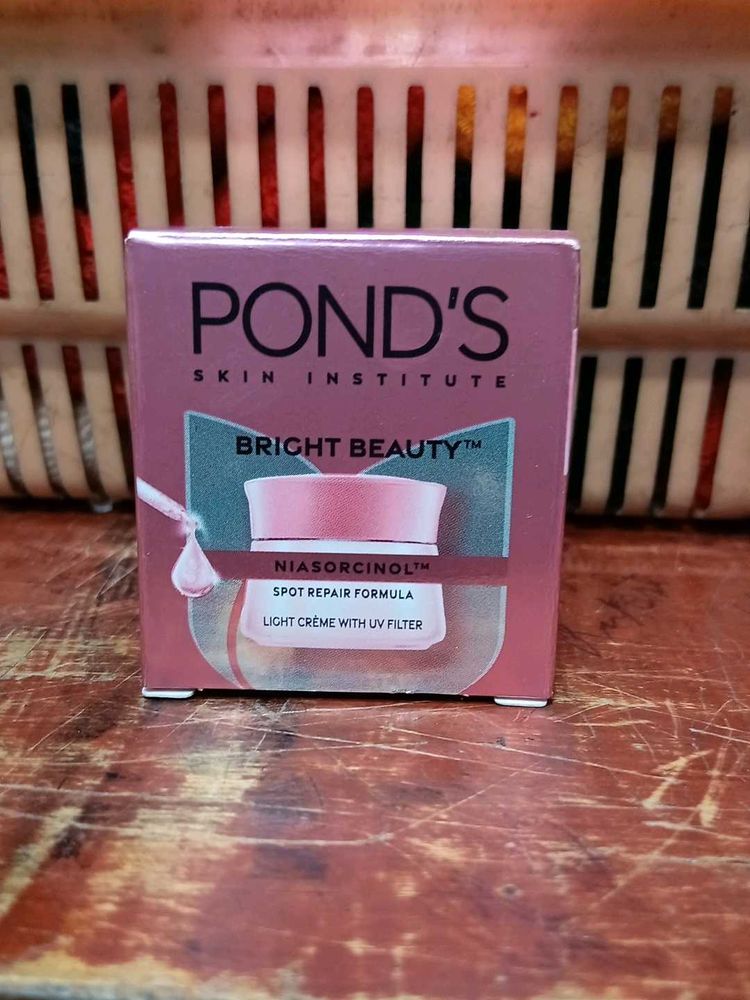 POND'S
SKIN INSTITUTE
BRIGHT BEAUTY™
NIASORCINOL™
SPOT REPAIR FORMULA
LIGHT CRÈME WITH UV FILTER